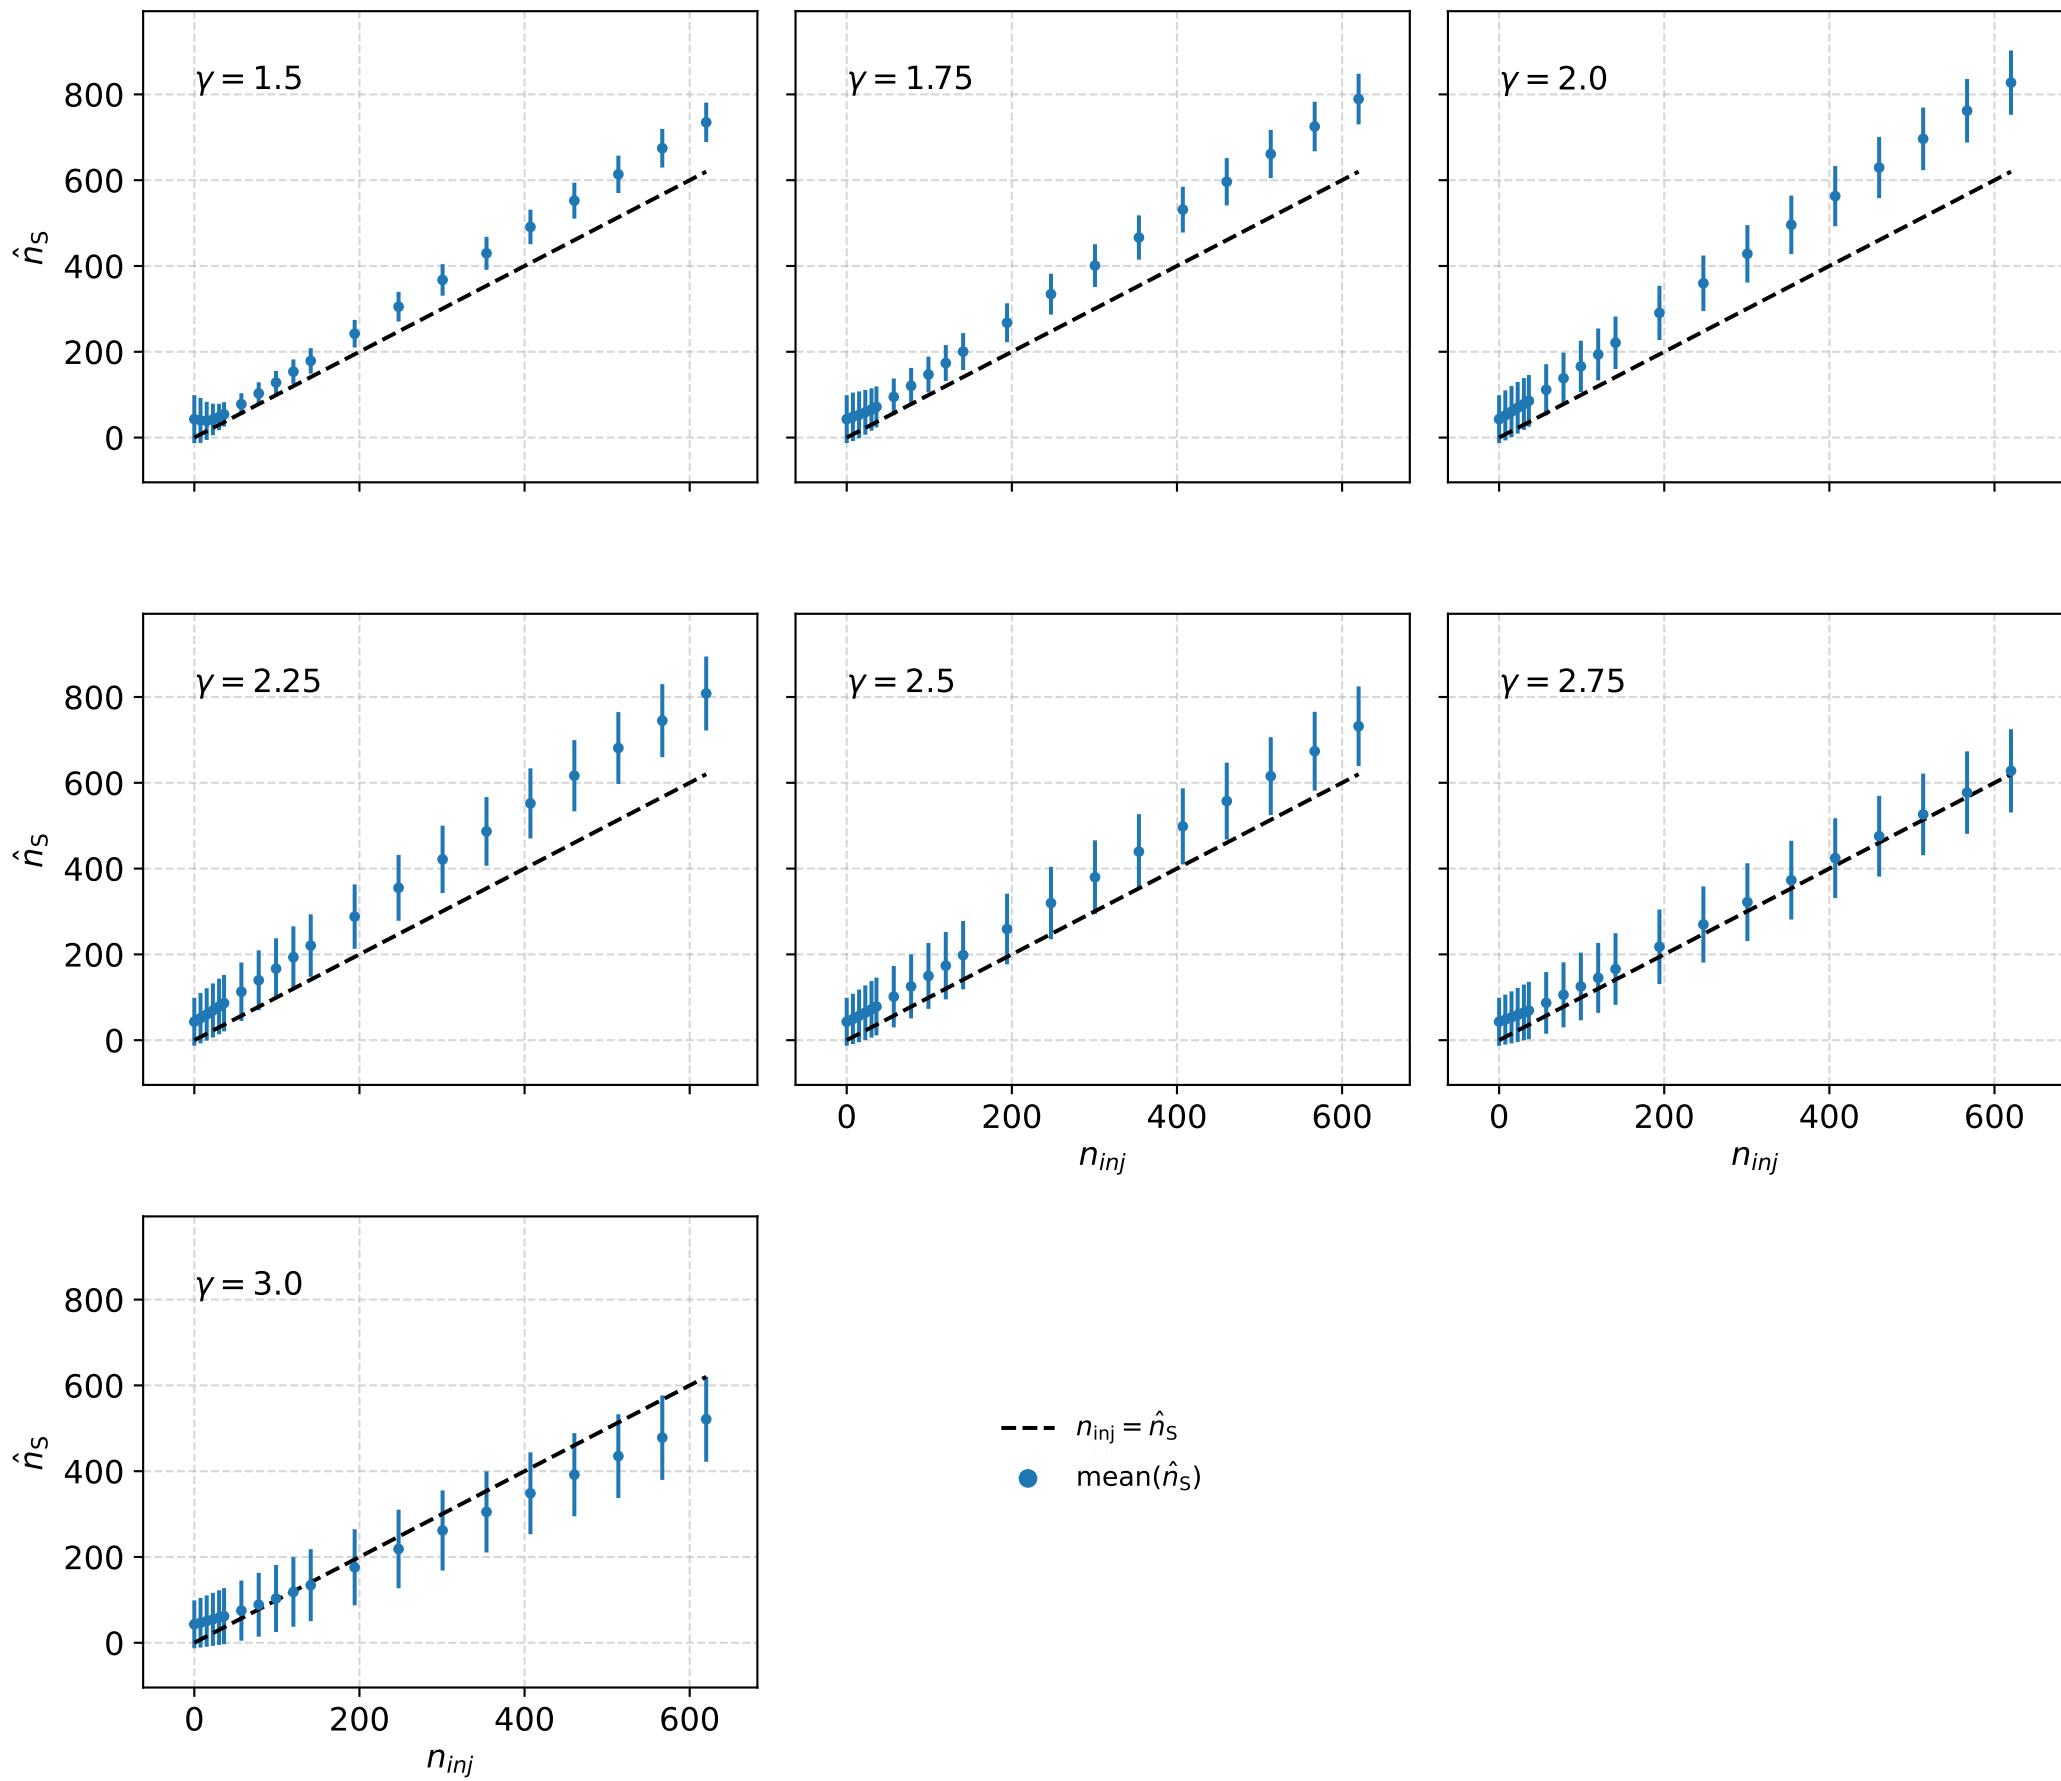 γ = 1.5
γ = 1.75
γ = 2.0
800
600
400
200
0
n̂S
γ = 2.25
γ = 2.5
γ = 2.75
800
600
400
200
0
n̂S
0 200 400 600
0 200 400 600
ninj
ninj
γ = 3.0
800
600
400
200
0
n̂S
0 200 400 600
ninj
ninj = n̂S
mean(n̂S)